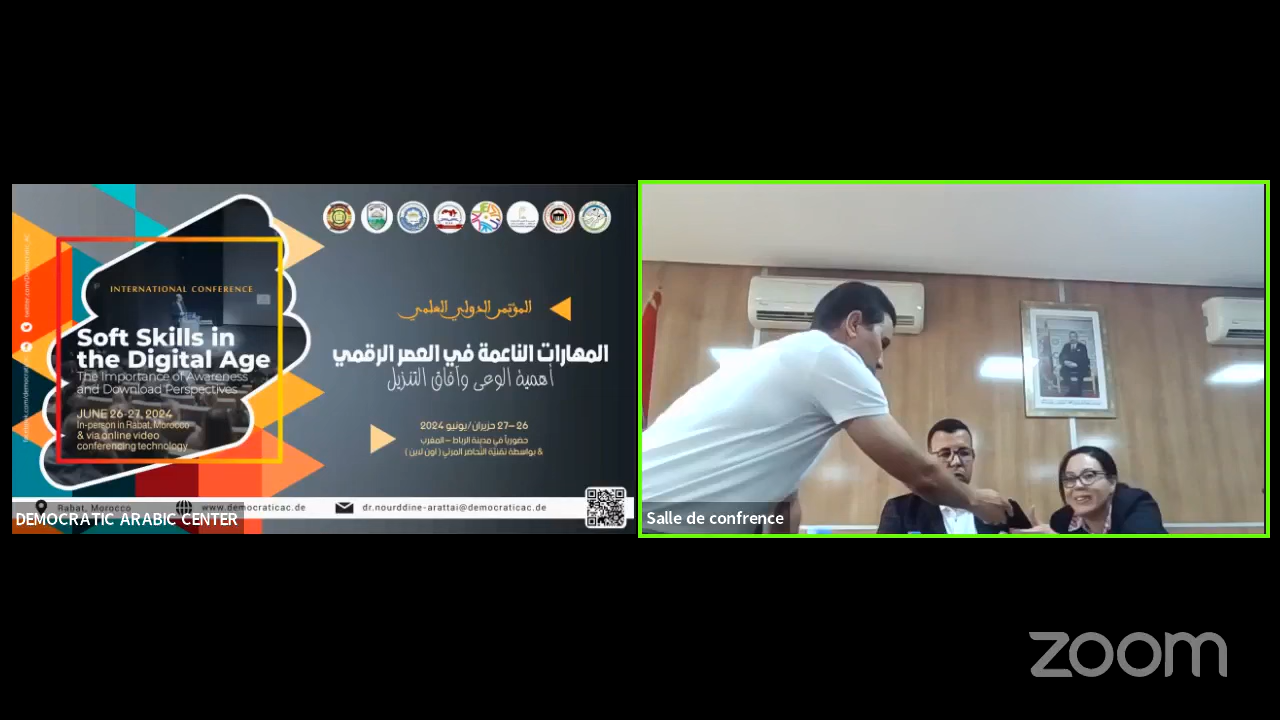 INTERNATIONAL CONFERENCE
Soft Skills in
the Digital Age
The Importance of Awareness
and Download Perspectives
JUNE 26-27, 2024
In-person in Rabat, Morocco
& via online video
conferencing technology
المؤتمر الدولي العلمي
المهارات الناعمة في العصر الرقمي
أهمية الوعي وآفاق التنزيل
26–27 حزيران/يونيو 2024
حضورياً في مدينة الرباط – المغرب
& بواسطة تقنيّة التحاضر المرئي ( اون لاين )
Rabat, Morocco
www.democraticac.de
dr.nourddine-arattai@democraticac.de
DEMOCRATIC ARABIC CENTER
Salle de confrence
zoom